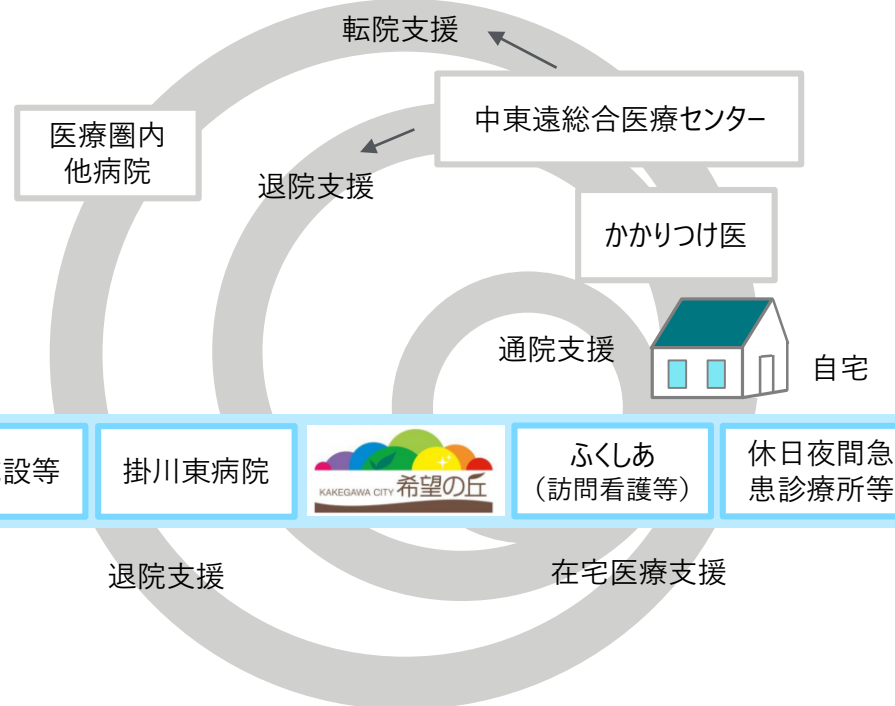 転院支援
中東遠総合医療センター
医療圏内
他病院
退院支援
かかりつけ医
通院支援
自宅
設等
掛川東病院
KAKEGAWA CITY 希望の丘
ふくしあ
（訪問看護等）
休日夜間急
患診療所等
退院支援
在宅医療支援